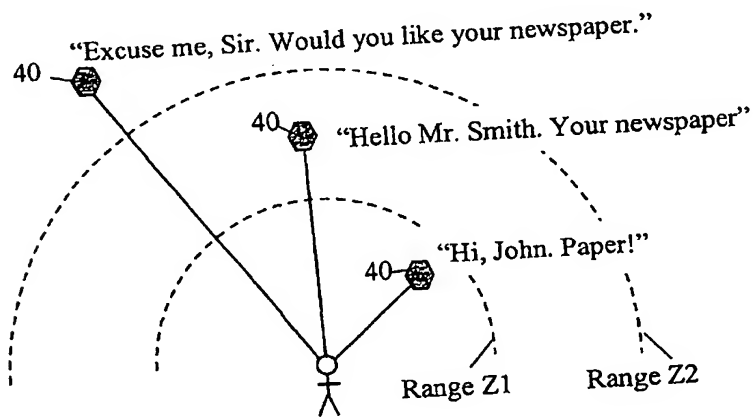 “Excuse me, Sir. Would you like your newspaper.”
40
40
“Hello Mr. Smith. Your newspaper”
“Hi, John. Paper!”
40
Range Z1
Range Z2